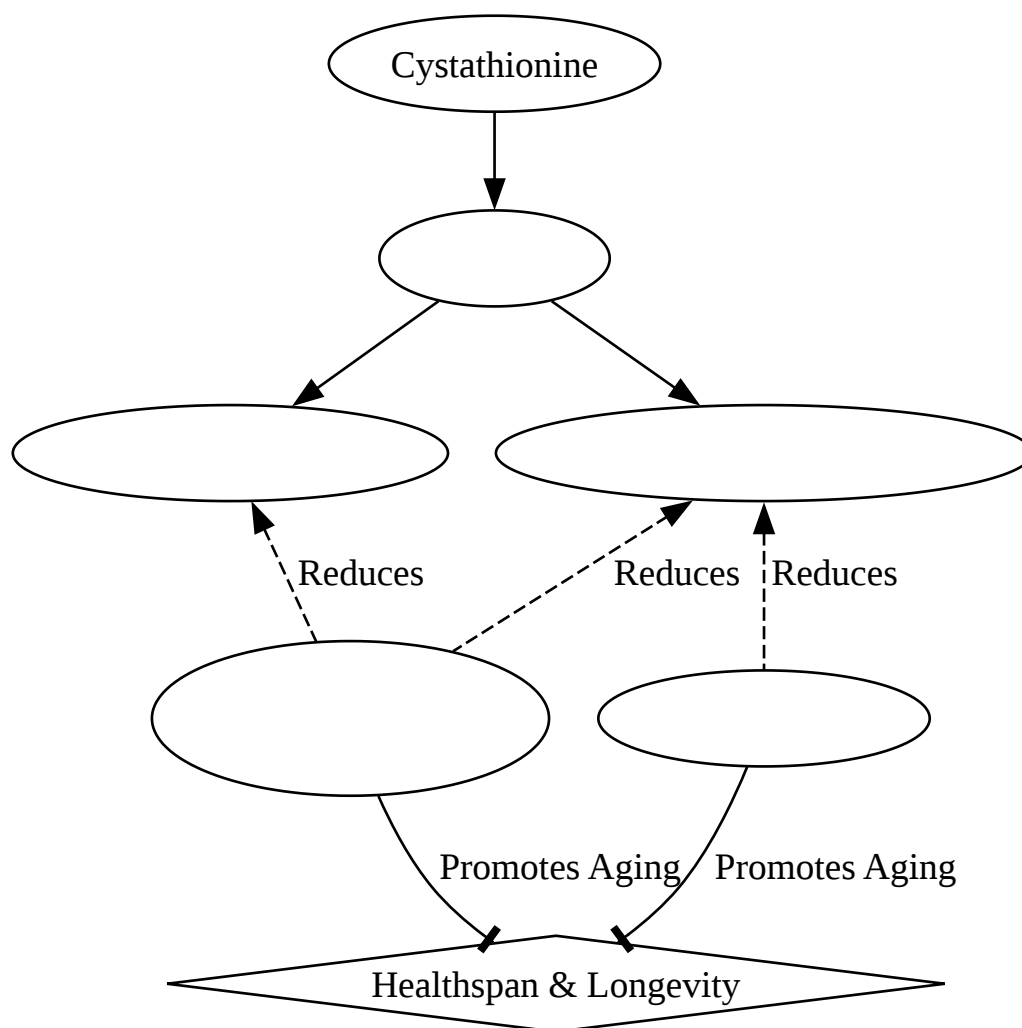 Cystathionine
Reduces
Reduces
Reduces
Promotes Aging
Promotes Aging
Healthspan & Longevity